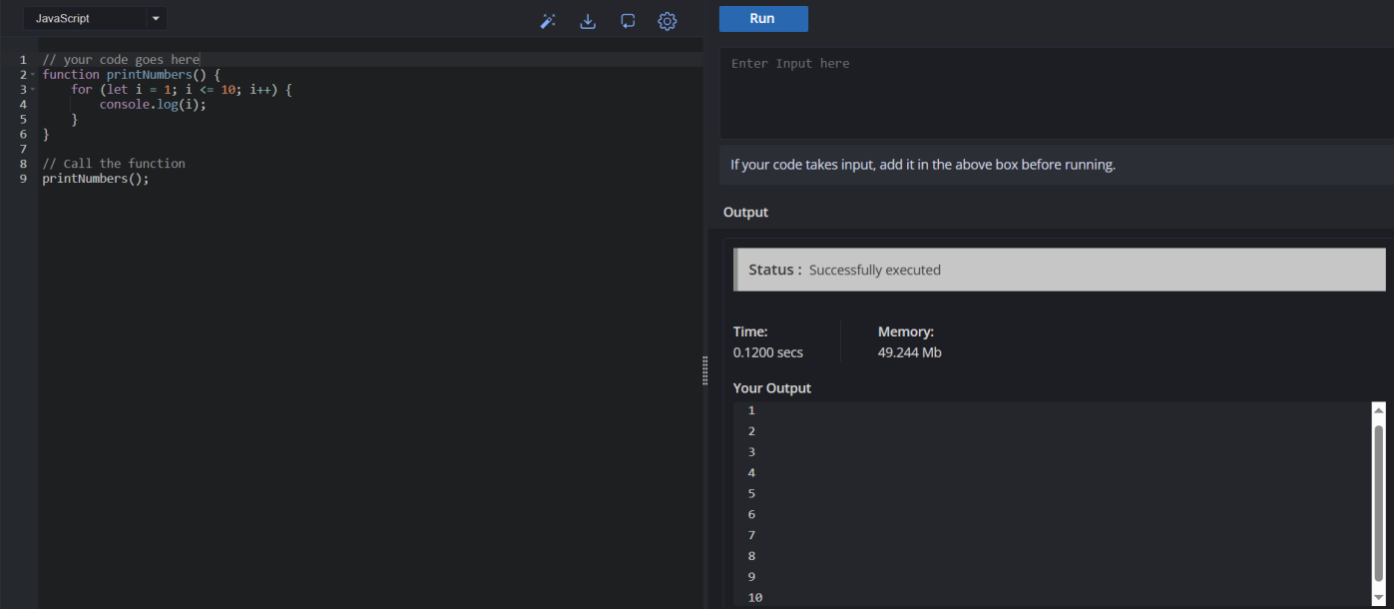 JavaScript
1 // your code goes here
2 function printNumbers() {
3     for (let i = 1; i <= 10; i++) {
4         console.log(i);
5     }
6 }
7
8 // Call the function
9 printNumbers();
Run
Enter Input here
If your code takes input, add it in the above box before running.
Output
Status : Successfully executed
Time: Memory:
0.1200 secs 49.244 Mb
Your Output
1
2
3
4
5
6
7
8
9
10